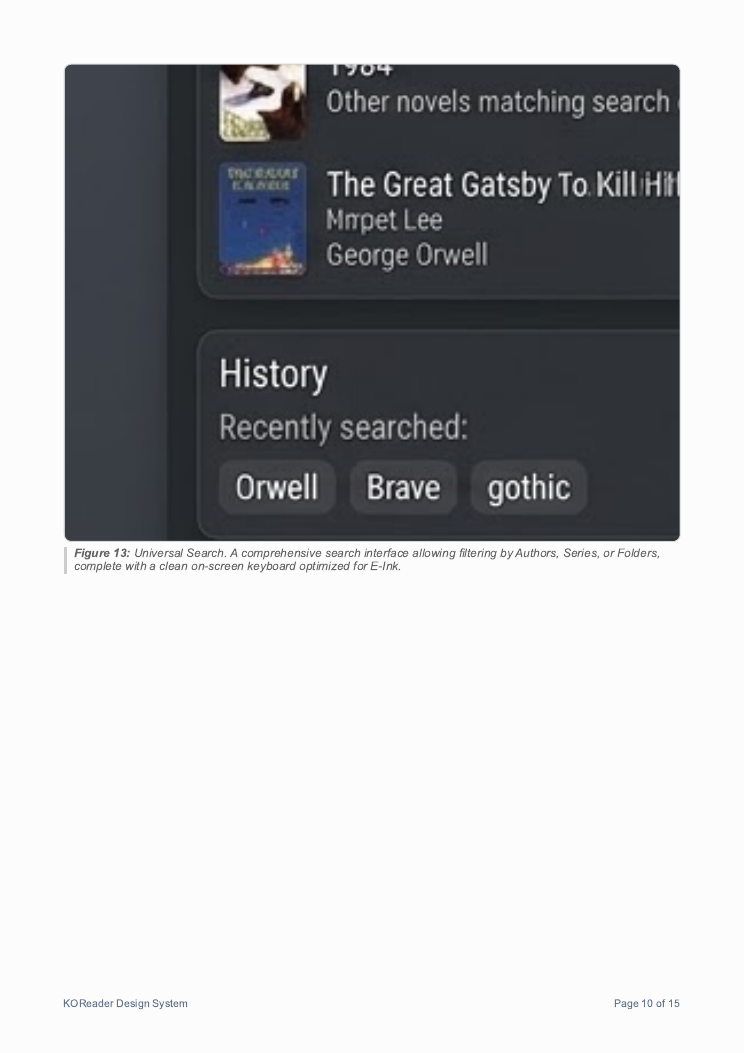 1984
Other novels matching search
The Great Gatsby To Kill
Mrrpet Lee
George Orwell
History
Recently searched:
Orwell
Brave
gothic
Figure 13: Universal Search. A comprehensive search interface allowing filtering by Authors, Series, or Folders,
complete with a clean on-screen keyboard optimized for E-Ink.
KOReader Design System
Page 10 of 15